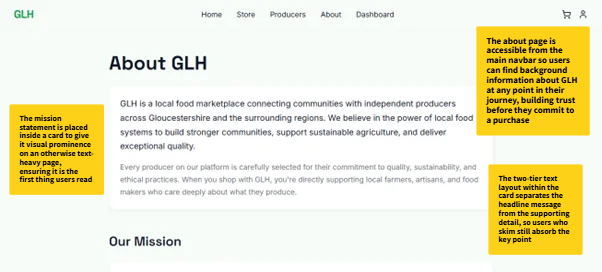 GLH
Home Store Producers About Dashboard
About GLH
GLH is a local food marketplace connecting communities with independent producers
across Gloucestershire and the surrounding regions. We believe in the power of local food
systems to build stronger communities, support sustainable agriculture, and deliver
exceptional quality.
Every producer on our platform is carefully selected for their commitment to quality, sustainability, and
ethical practices. When you shop with GLH, you're directly supporting local farmers, artisans, and food
makers who care deeply about what they produce.
Our Mission
The mission
statement is placed
inside a card to give
it visual prominence
on an otherwise text-
heavy page,
ensuring it is the
first thing users read
The about page is
accessible from the
main navbar so users
can find background
information about GLH
at any point in their
journey, building trust
before they commit to
a purchase
The two-tier text
layout within the
card separates the
headline message
from the supporting
detail, so users who
skim still absorb the
key point